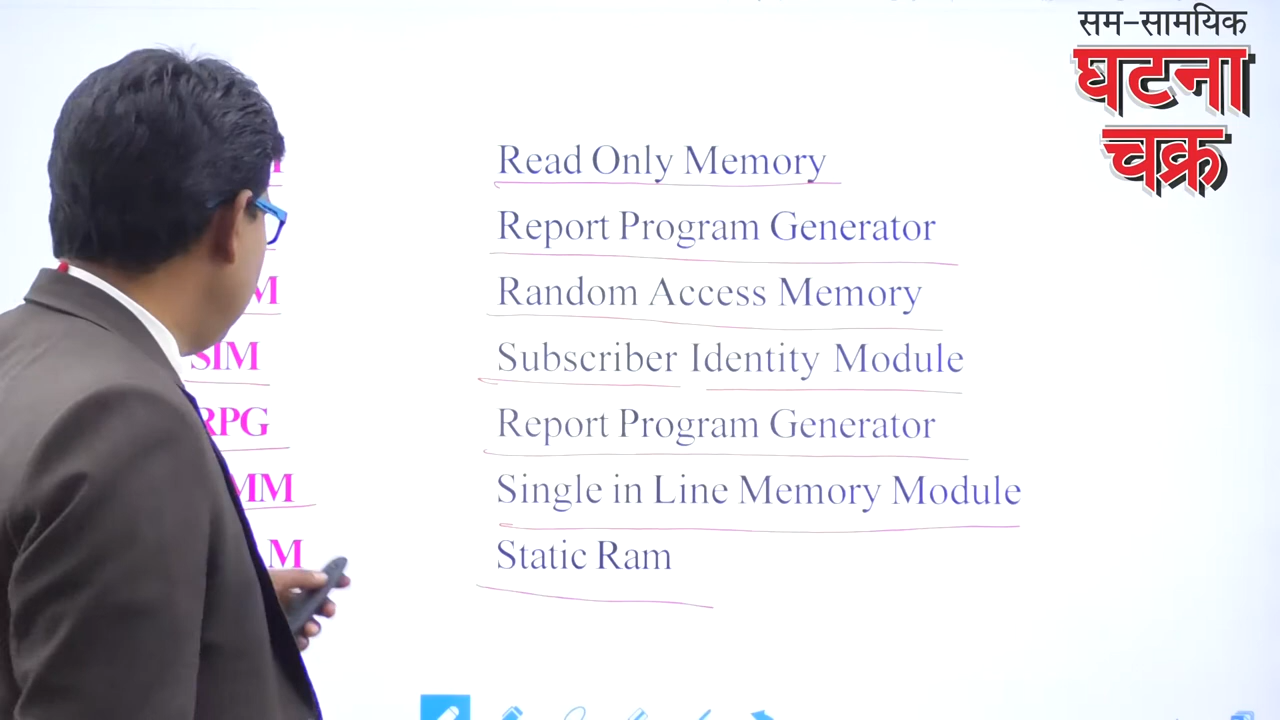 सम-सामयिक
घटना
चक्र
Read Only Memory
Report Program Generator
M Random Access Memory
SIM Subscriber Identity Module
RPG Report Program Generator
MM Single in Line Memory Module
M Static Ram